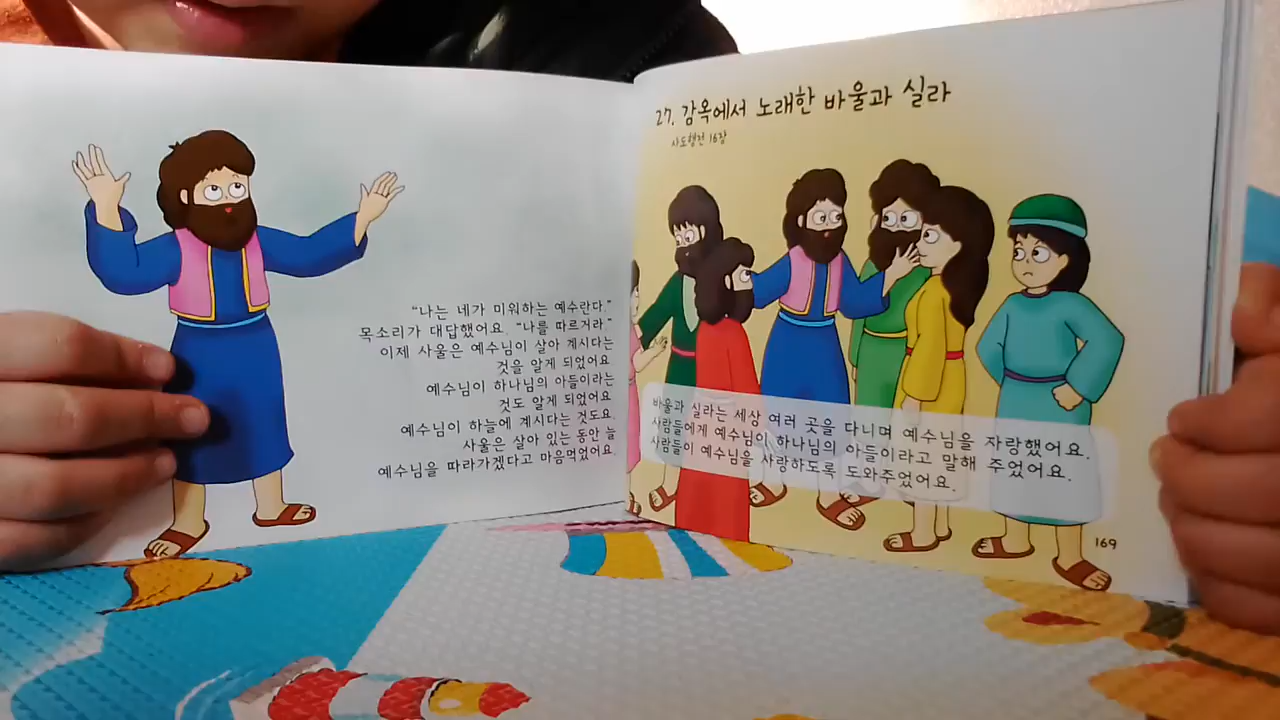 "나는 네가 미워하는 예수란다."
목소리가 대답했어요. "나를 따르거라."
이제 사울은 예수님이 살아 계시다는
것을 알게 되었어요.
예수님이 하나님의 아들이라는
것도 알게 되었어요.
예수님이 하늘에 계시다는 것도요.
사울은 살아 있는 동안 늘
예수님을 따라가겠다고 마음먹었어요.
27. 감옥에서 노래한 바울과 실라
사도행전 16장
바울과 실라는 세상 여러 곳을 다니며 예수님을 자랑했어요.
사람들에게 예수님이 하나님의 아들이라고 말해 주었어요.
사람들이 예수님을 사랑하도록 도와주었어요.
169